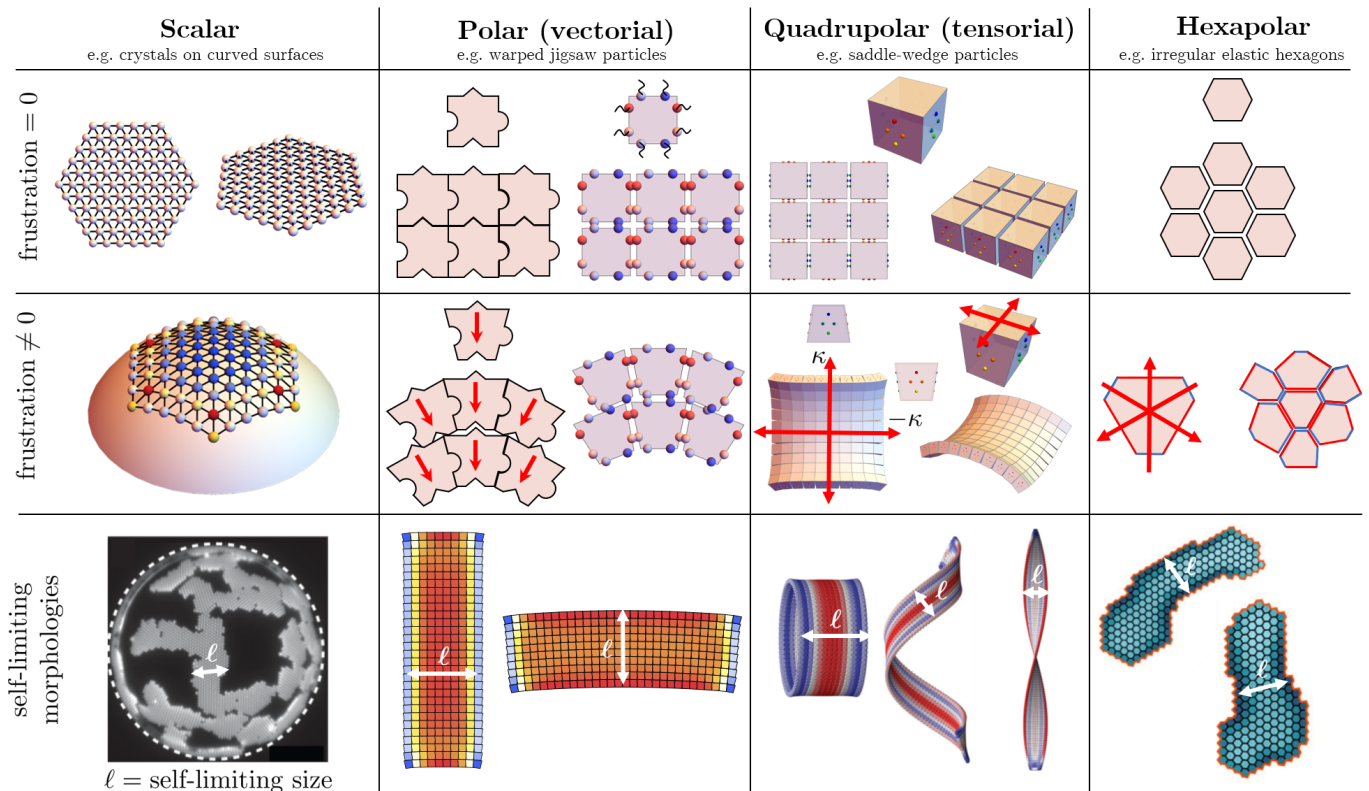 Scalar
e.g. crystals on curved surfaces
Polar (vectorial)
e.g. warped jigsaw particles
Quadrupolar (tensorial)
e.g. saddle-wedge particles
Hexapolar
e.g. irregular elastic hexagons
frustration = 0
frustration ≠ 0
κ
−κ
self-limiting
morphologies
ℓ
ℓ
ℓ
ℓ
ℓ
ℓ
ℓ
ℓ
ℓ = self-limiting size